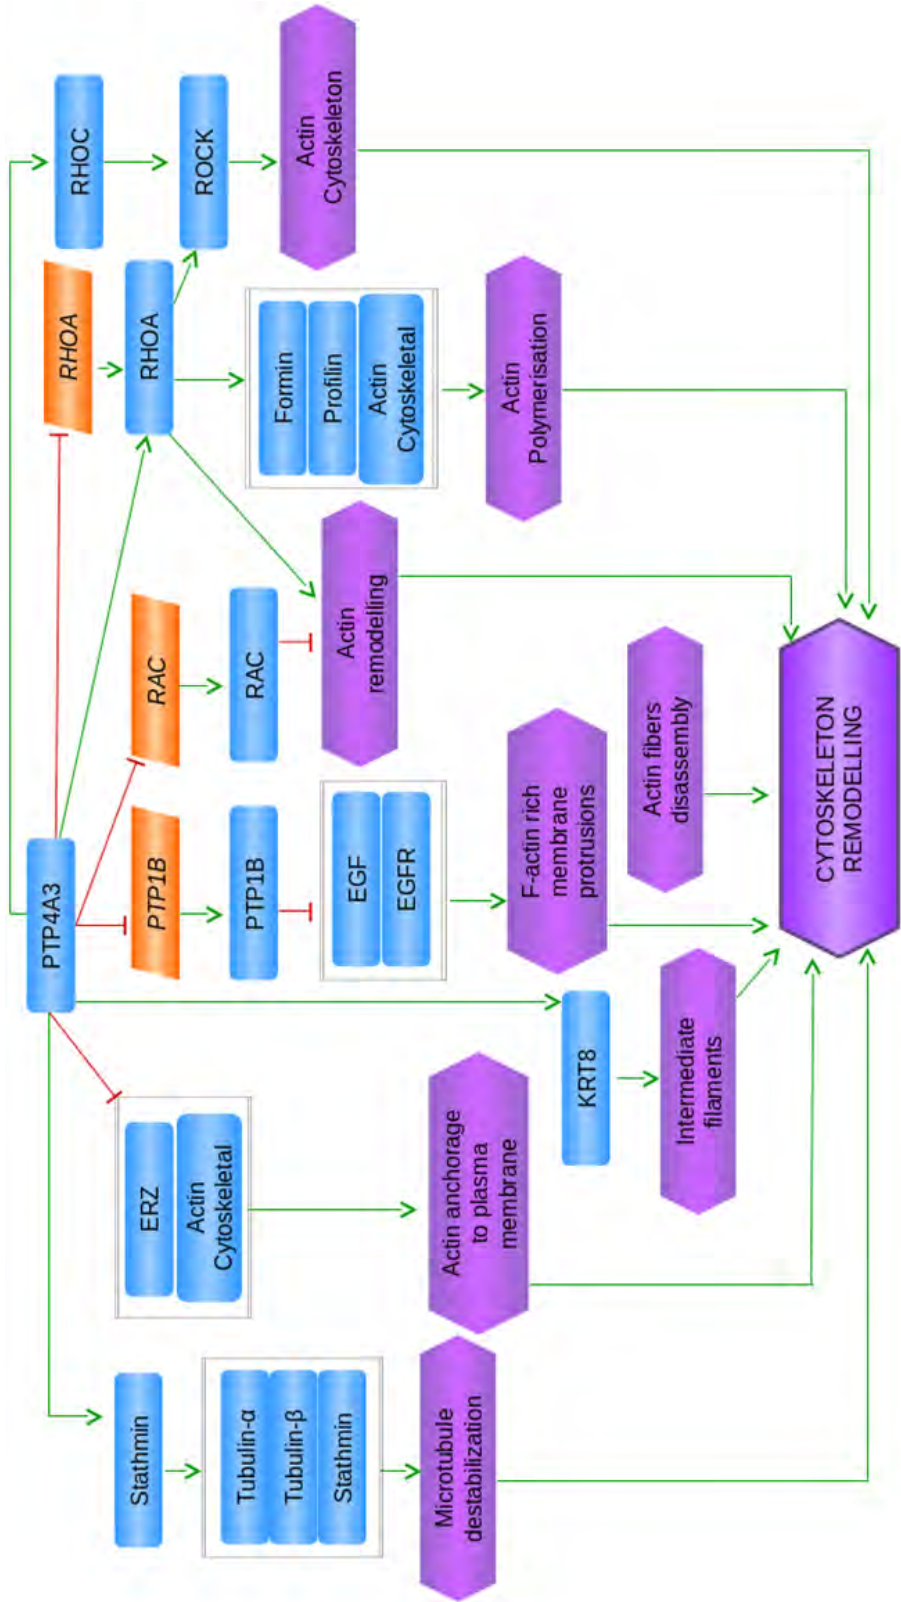 PTP4A3
Stathmin
Tubulin-α
Tubulin-β
Stathmin
Microtubule
destabilization
ERZ
Actin
Cytoskeletal
Actin anchorage
to plasma
membrane
KRT8
Intermediate
filaments
PTP1B
PTP1B
EGF
EGFR
F-actin rich
membrane
protrusions
Actin fibers
disassembly
RAC
RAC
Actin
remodelling
RHOA
RHOA
Formin
Profilin
Actin
Cytoskeletal
Actin
Polymerisation
RHOC
ROCK
Actin
Cytoskeleton
CYTOSKELETON
REMODELLING